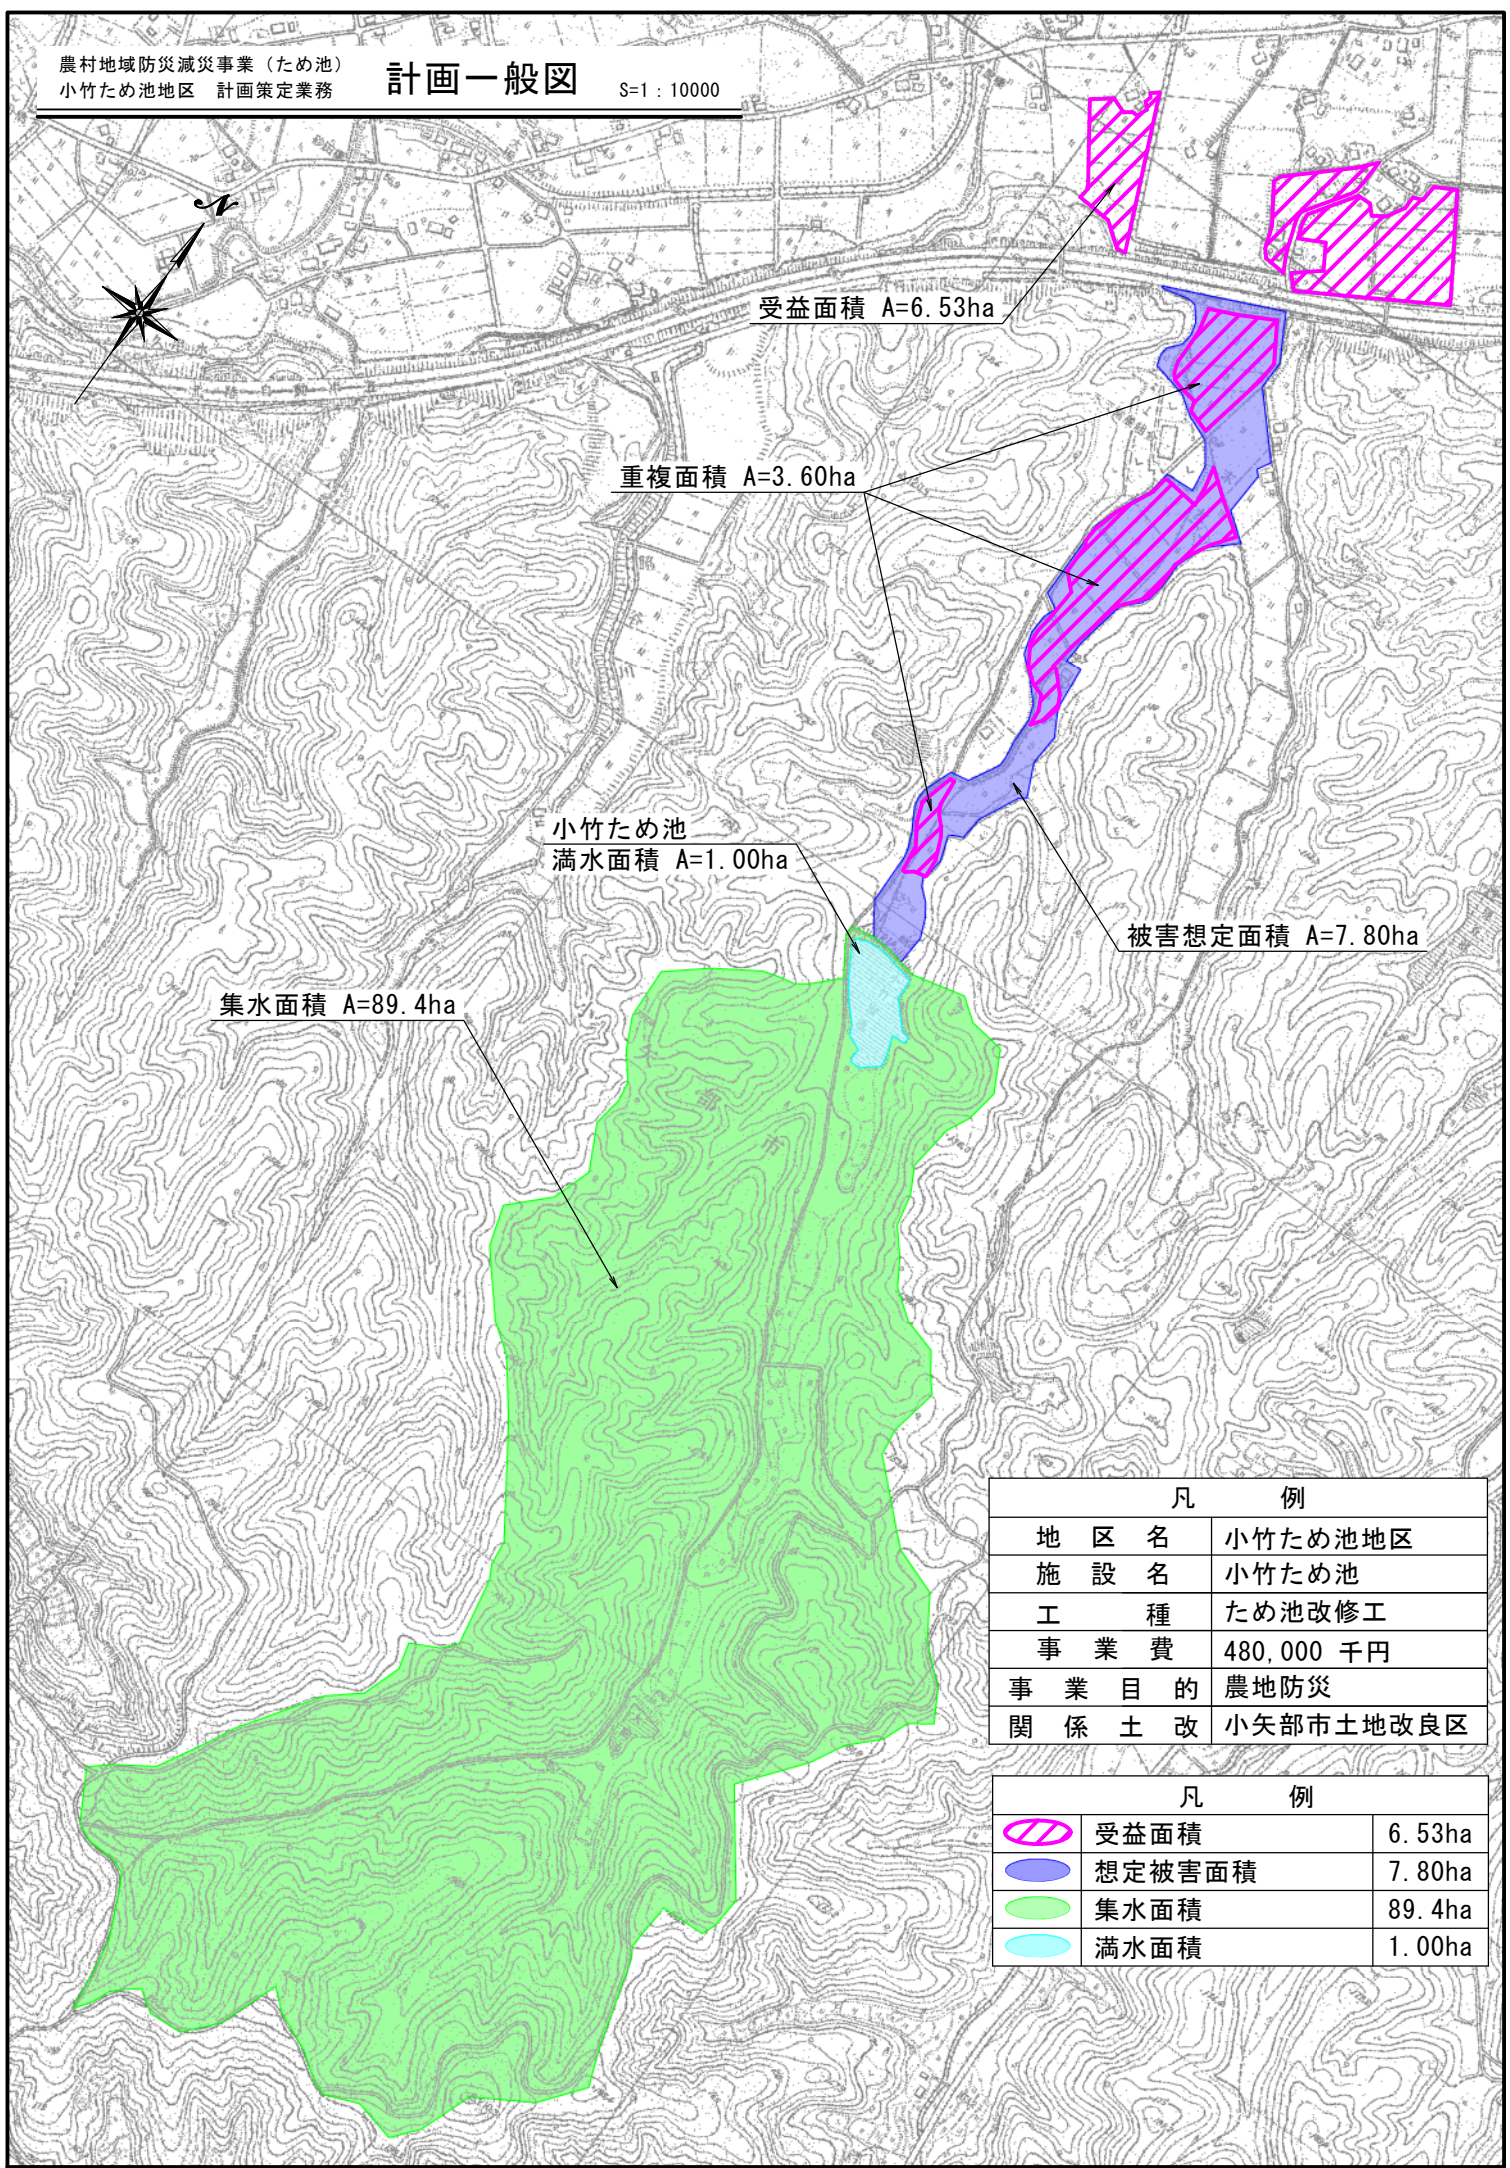 農村地域防災減災事業（ため池）
小竹ため池地区　計画策定業務
計画一般図
S=1：10000
N
受益面積 A=6.53ha
重複面積 A=3.60ha
小竹ため池
満水面積 A=1.00ha
被害想定面積 A=7.80ha
集水面積 A=89.4ha
凡　例
地区名 小竹ため池地区
施設名 小竹ため池
工種 ため池改修工
事業費 480,000 千円
事業目的 農地防災
関係土改 小矢部市土地改良区
凡　例
受益面積 6.53ha
想定被害面積 7.80ha
集水面積 89.4ha
満水面積 1.00ha